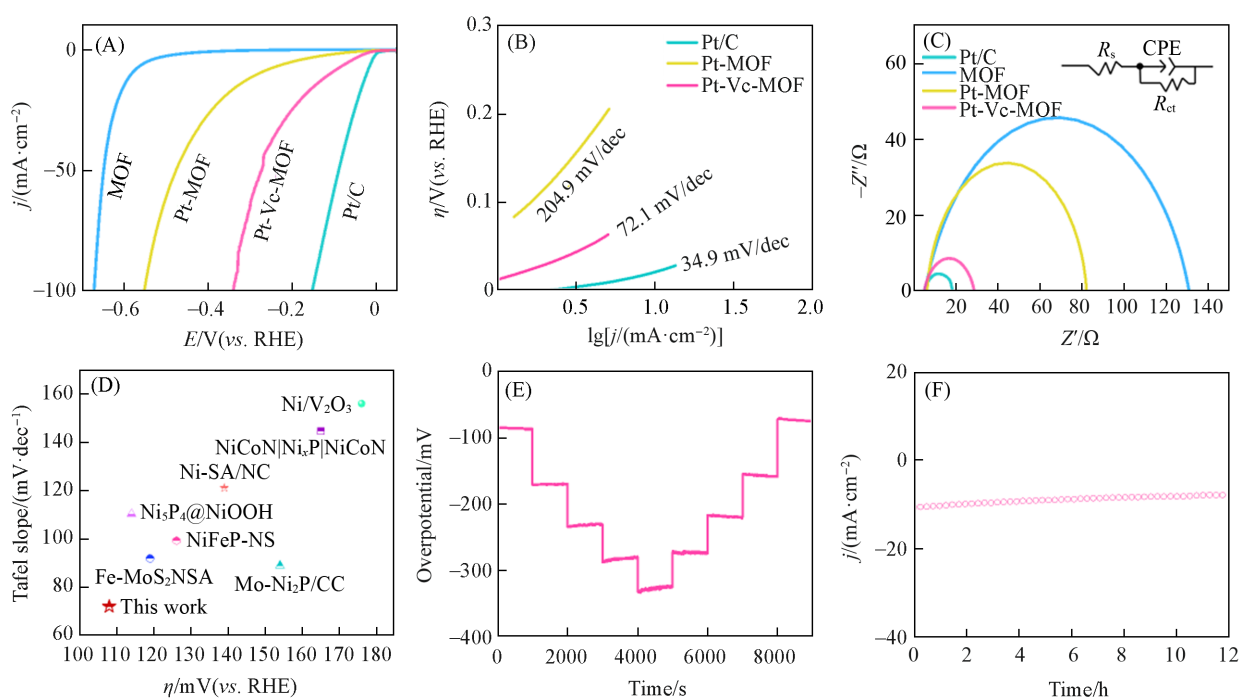 (A)
0
−50
−100
j/(mA·cm⁻²)
MOF
Pt-MOF
Pt-Vc-MOF
Pt/C
−0.6
−0.4
−0.2
0
E/V(vs. RHE)
(B)
0.3
0.2
0.1
0
η/V(vs. RHE)
Pt/C
Pt-MOF
Pt-Vc-MOF
204.9 mV/dec
72.1 mV/dec
34.9 mV/dec
0.5
1.0
1.5
2.0
lg[j/(mA·cm⁻²)]
(C)
60
40
20
0
−Z″/Ω
Pt/C
MOF
Pt-MOF
Pt-Vc-MOF
Rs
CPE
Rct
20
40
60
80
100
120
140
Z′/Ω
(D)
160
140
120
100
80
60
Tafel slope/(mV·dec⁻¹)
Ni/V₂O₃
NiCoN|NiₓP|NiCoN
Ni-SA/NC
Ni₅P₄@NiOOH
NiFeP-NS
Fe-MoS₂NSA
Mo-Ni₂P/CC
This work
100
120
130
140
150
165
170
180
η/mV(vs. RHE)
(E)
0
−100
−200
−300
−400
Overpotential/mV
0
2000
4000
6000
8000
Time/s
(F)
20
0
−20
−40
j/(mA·cm⁻²)
0
2
4
6
8
10
12
Time/h